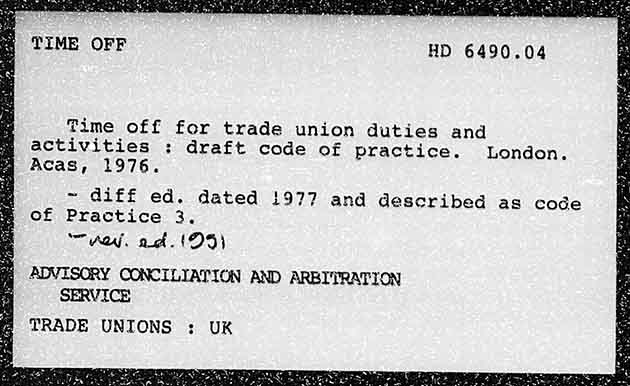 TIME OFF
HD 6490.04
Time off for trade union duties and
activities : draft code of practice. London.
Acas, 1976.
- diff ed. dated 1977 and described as code
of Practice 3.
- rev. ed. 1991
ADVISORY CONCILIATION AND ARBITRATION
SERVICE
TRADE UNIONS : UK